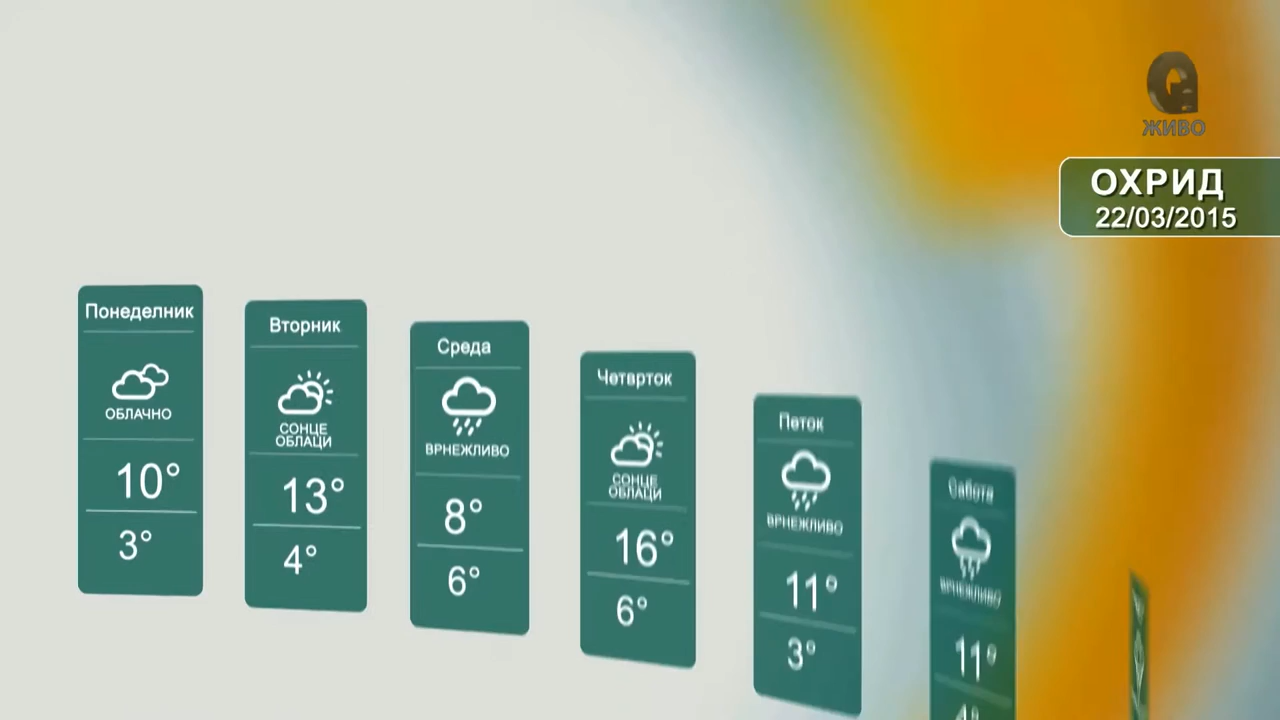 ЖИВО
ОХРИД
22/03/2015
Понеделник
ОБЛАЧНО
10°
3°
Вторник
СОНЦЕ
ОБЛАЦИ
13°
4°
Среда
ВРНЕЖЛИВО
8°
6°
Четврток
СОНЦЕ
ОБЛАЦИ
16°
6°
Петок
ВРНЕЖЛИВО
11°
3°
Сабота
ВРНЕЖЛИВО
11°